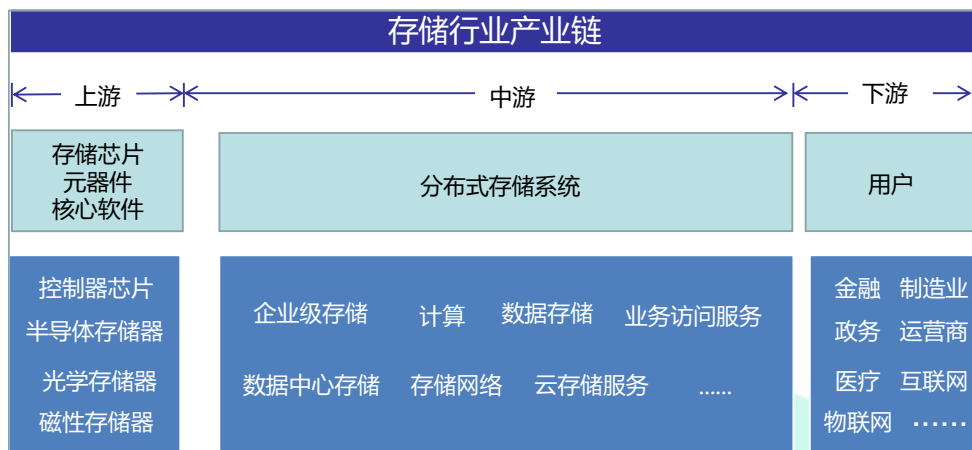 存储行业产业链
上游
中游
下游
存储芯片
元器件
核心软件
分布式存储系统
用户
控制器芯片
半导体存储器
光学存储器
磁性存储器
企业级存储 计算 数据存储 业务访问服务
数据中心存储 存储网络 云存储服务 ......
金融 制造业
政务 运营商
医疗 互联网
物联网 ······